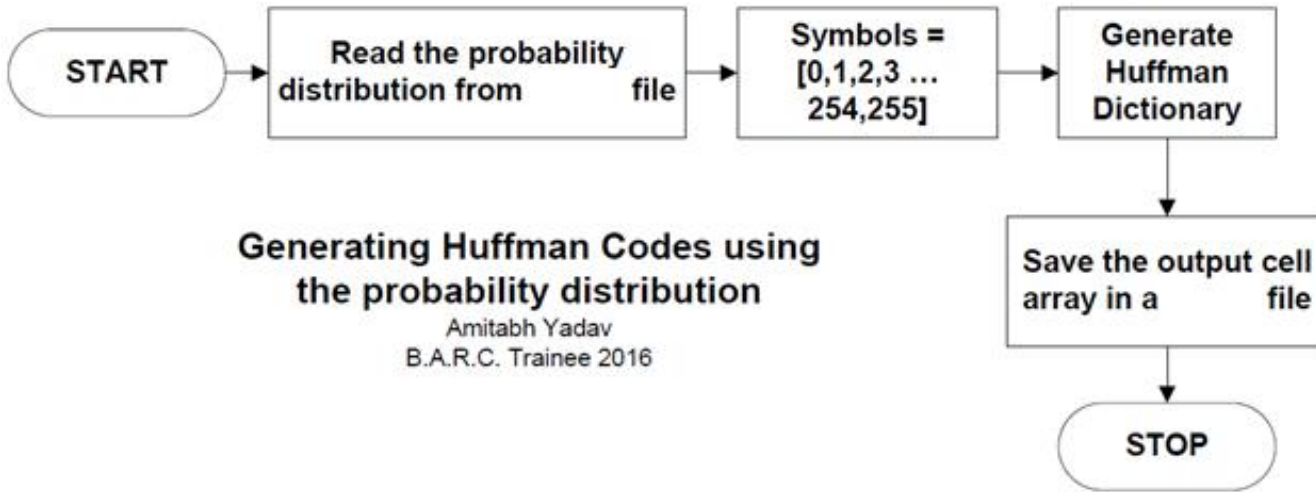 START
Read the probability
distribution from file
Symbols =
[0,1,2,3 ...
254,255]
Generate
Huffman
Dictionary
Save the output cell
array in a file
STOP
Generating Huffman Codes using
the probability distribution
Amitabh Yadav
B.A.R.C. Trainee 2016